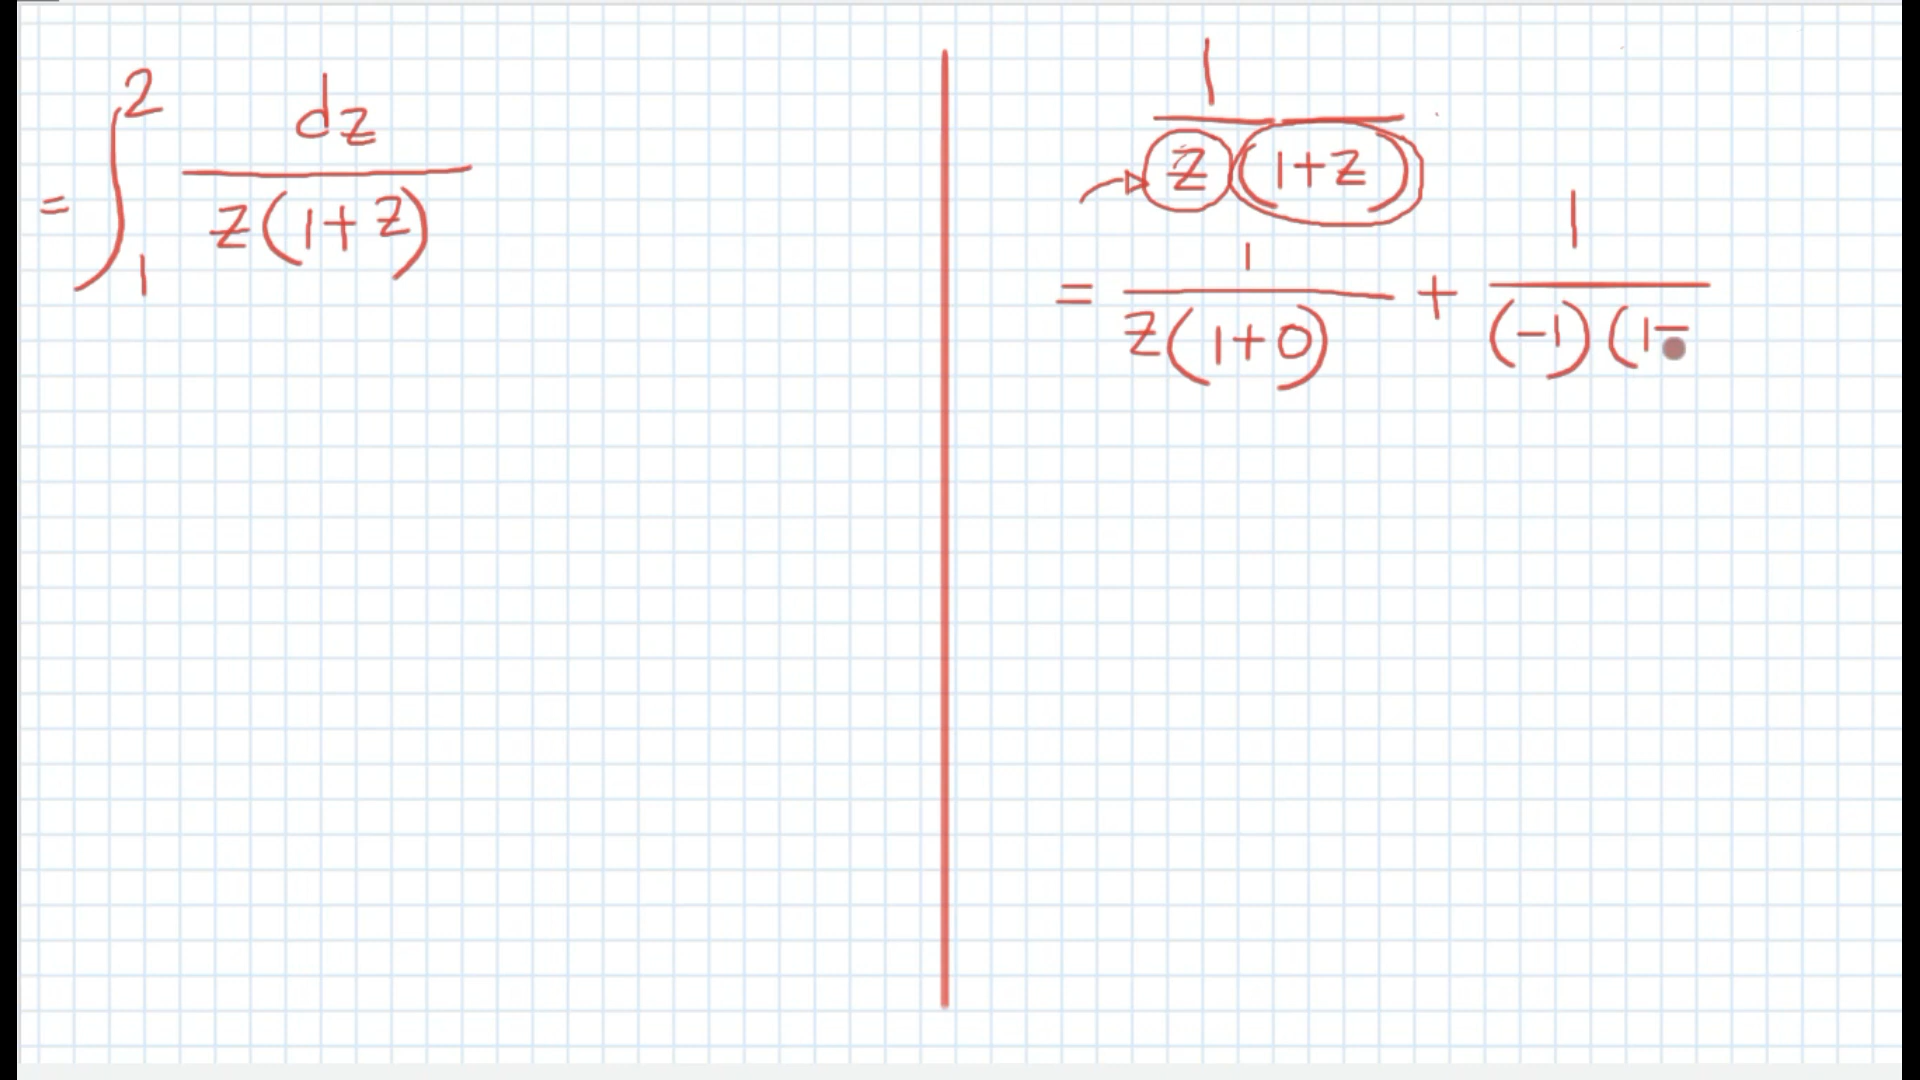 = ∫₁² dz / z(1+z)
1 / z(1+z)
= 1 / z(1+0) + 1 / (-1)(1-